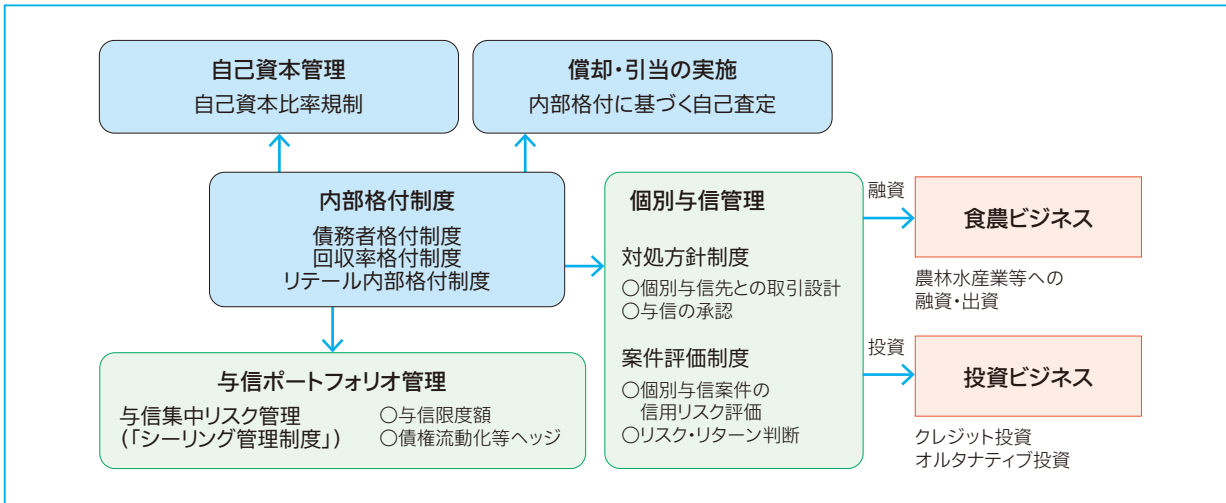 自己資本管理
自己資本比率規制
償却・引当の実施
内部格付に基づく自己査定
内部格付制度
債務者格付制度
回収率格付制度
リテール内部格付制度
与信ポートフォリオ管理
与信集中リスク管理
(「シーリング管理制度」)
○与信限度額
○債権流動化等ヘッジ
個別与信管理
対処方針制度
○個別与信先との取引設計
○与信の承認
案件評価制度
○個別与信案件の
信用リスク評価
○リスク・リターン判断
融資
食農ビジネス
農林水産業等への
融資・出資
投資
投資ビジネス
クレジット投資
オルタナティブ投資